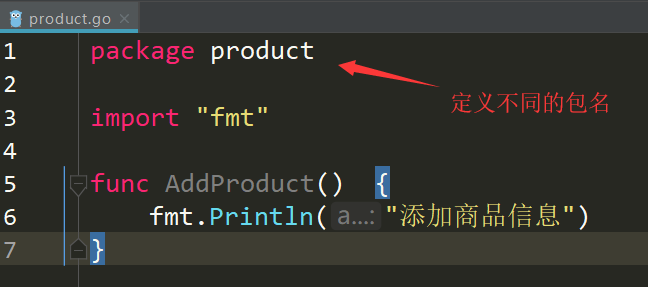 product.go
1 package product
定义不同的包名
2
3 import "fmt"
4
5 func AddProduct() {
6 fmt.Println( a...: "添加商品信息")
7 }